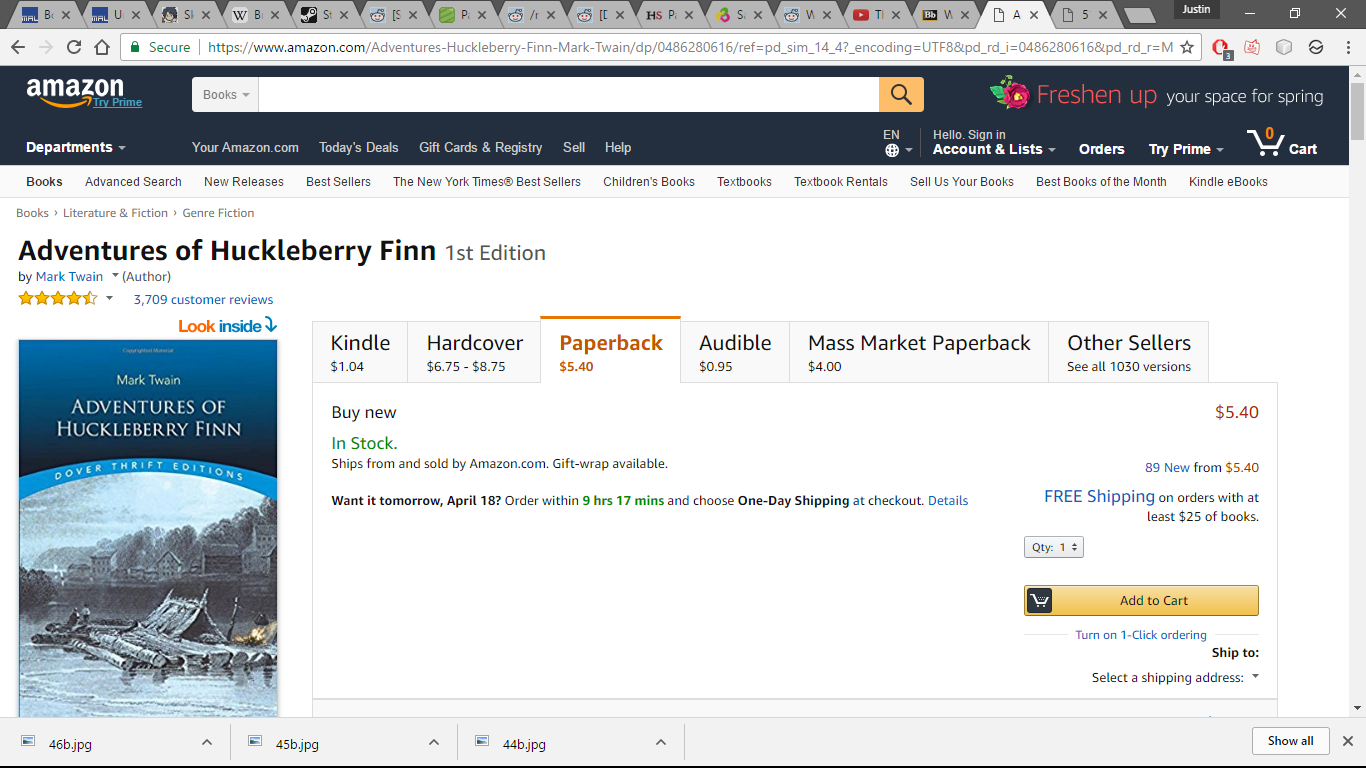 Bo
Ur
Sk
Br
St
[S
Pa
/r
[D
Pa
Sa
W
Ti
W
A
5
Justin
Secure
https://www.amazon.com/Adventures-Huckleberry-Finn-Mark-Twain/dp/0486280616/ref=pd_sim_14_4?_encoding=UTF8&pd_rd_i=0486280616&pd_rd_r=M
3
amazon
Try Prime
Books
Freshen up your space for spring
Departments
Your Amazon.com Today's Deals Gift Cards & Registry Sell Help
EN
Hello. Sign in
Account & Lists
Orders
Try Prime
0
Cart
Books Advanced Search New Releases Best Sellers The New York Times® Best Sellers Children's Books Textbooks Textbook Rentals Sell Us Your Books Best Books of the Month Kindle eBooks
Books › Literature & Fiction › Genre Fiction
Adventures of Huckleberry Finn 1st Edition
by Mark Twain (Author)
3,709 customer reviews
Look inside
Copyrighted Material
Mark Twain
ADVENTURES OF
HUCKLEBERRY FINN
DOVER THRIFT EDITIONS
Kindle
$1.04
Hardcover
$6.75 - $8.75
Paperback
$5.40
Audible
$0.95
Mass Market Paperback
$4.00
Other Sellers
See all 1030 versions
Buy new
$5.40
In Stock.
Ships from and sold by Amazon.com. Gift-wrap available.
Want it tomorrow, April 18? Order within 9 hrs 17 mins and choose One-Day Shipping at checkout. Details
89 New from $5.40
FREE Shipping on orders with at
least $25 of books.
Qty: 1
Add to Cart
Turn on 1-Click ordering
Ship to:
Select a shipping address:
46b.jpg
45b.jpg
44b.jpg
Show all